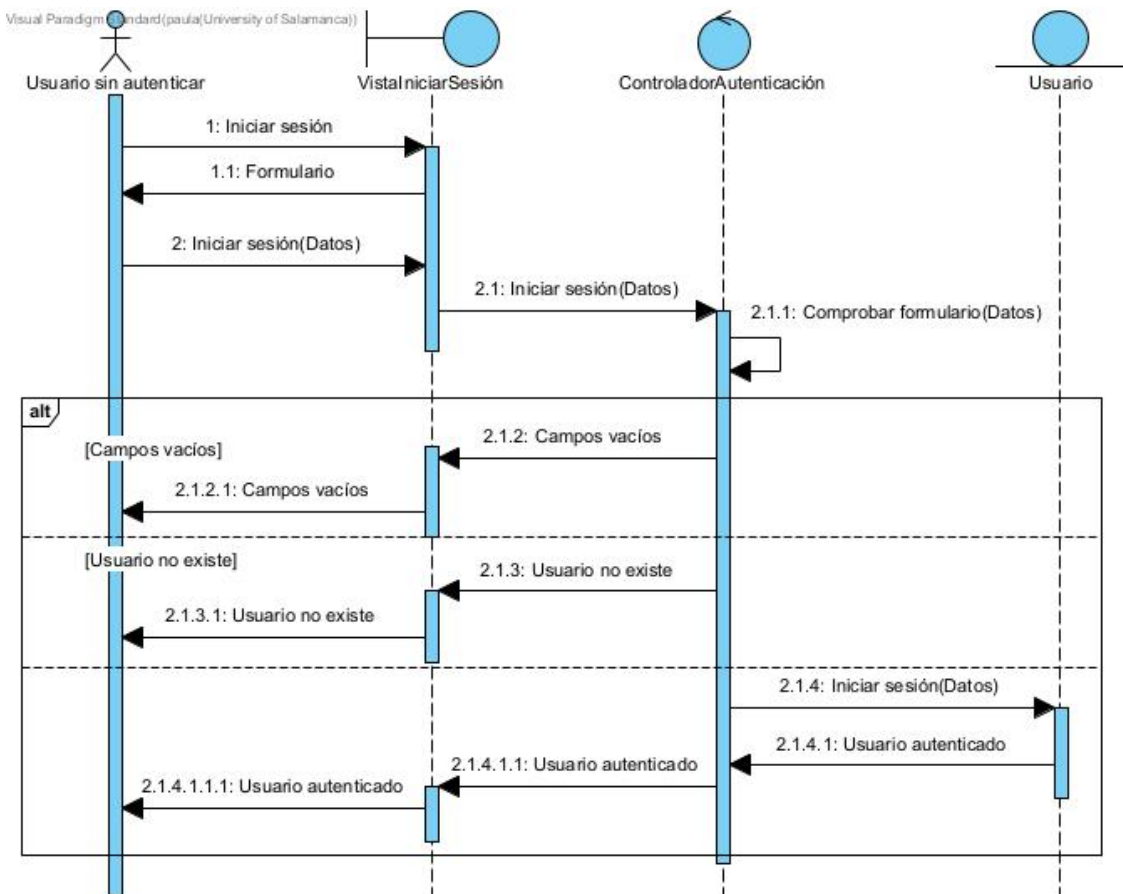 Visual Paradigm Standard(paula(University of Salamanca))
Usuario sin autenticar
VistaIniciarSesión
ControladorAutenticación
Usuario
1: Iniciar sesión
1.1: Formulario
2: Iniciar sesión(Datos)
2.1: Iniciar sesión(Datos)
2.1.1: Comprobar formulario(Datos)
alt
[Campos vacíos]
2.1.2: Campos vacíos
2.1.2.1: Campos vacíos
[Usuario no existe]
2.1.3: Usuario no existe
2.1.3.1: Usuario no existe
2.1.4: Iniciar sesión(Datos)
2.1.4.1: Usuario autenticado
2.1.4.1.1: Usuario autenticado
2.1.4.1.1.1: Usuario autenticado